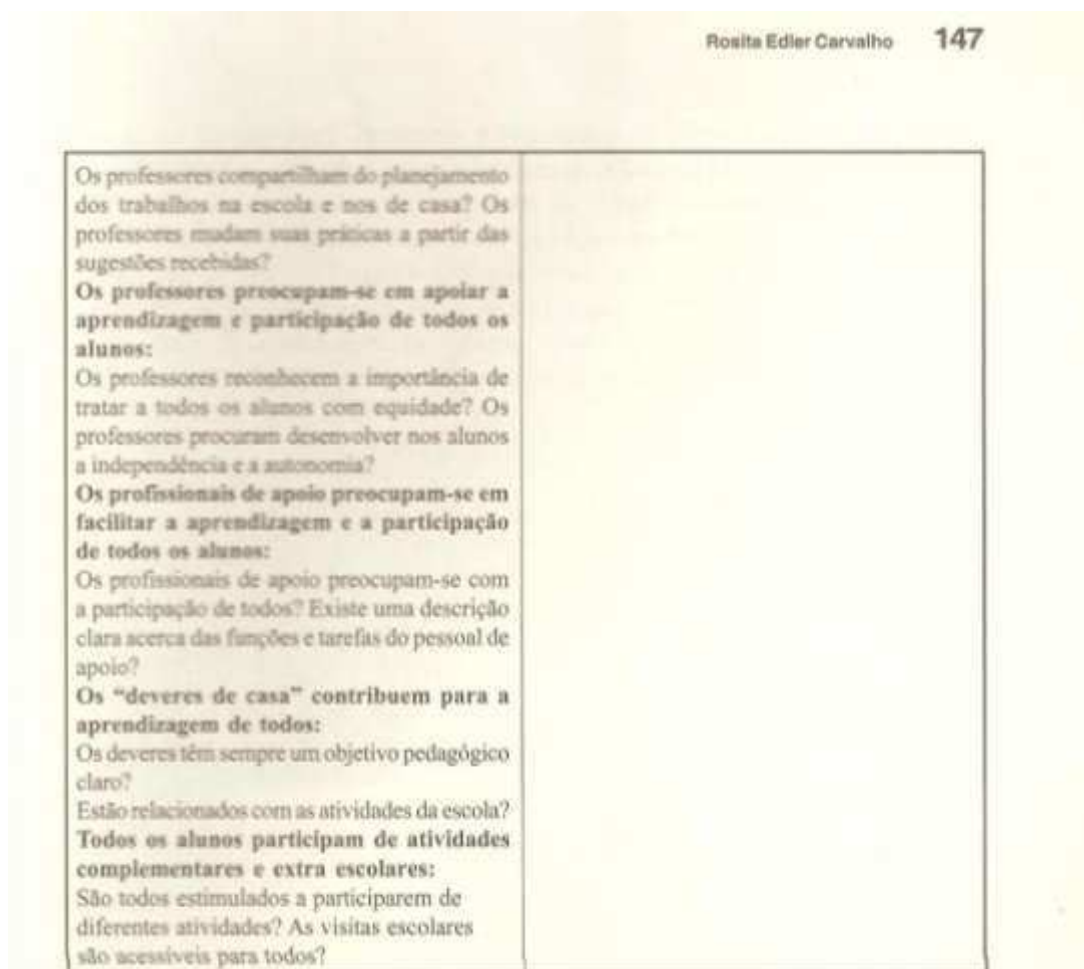 Rosita Edler Carvalho 147
Os professores compartilham do planejamento
dos trabalhos na escola e nos de casa? Os
professores mudam suas práticas a partir das
sugestões recebidas?
Os professores preocupam-se em apoiar a
aprendizagem e participação de todos os
alunos:
Os professores reconhecem a importância de
tratar a todos os alunos com equidade? Os
professores procuram desenvolver nos alunos
a independência e a autonomia?
Os profissionais de apoio preocupam-se em
facilitar a aprendizagem e a participação
de todos os alunos:
Os profissionais de apoio preocupam-se com
a participação de todos? Existe uma descrição
clara acerca das funções e tarefas do pessoal de
apoio?
Os “deveres de casa” contribuem para a
aprendizagem de todos:
Os deveres têm sempre um objetivo pedagógico
claro?
Estão relacionados com as atividades da escola?
Todos os alunos participam de atividades
complementares e extra escolares:
São todos estimulados a participarem de
diferentes atividades? As visitas escolares
são acessíveis para todos?